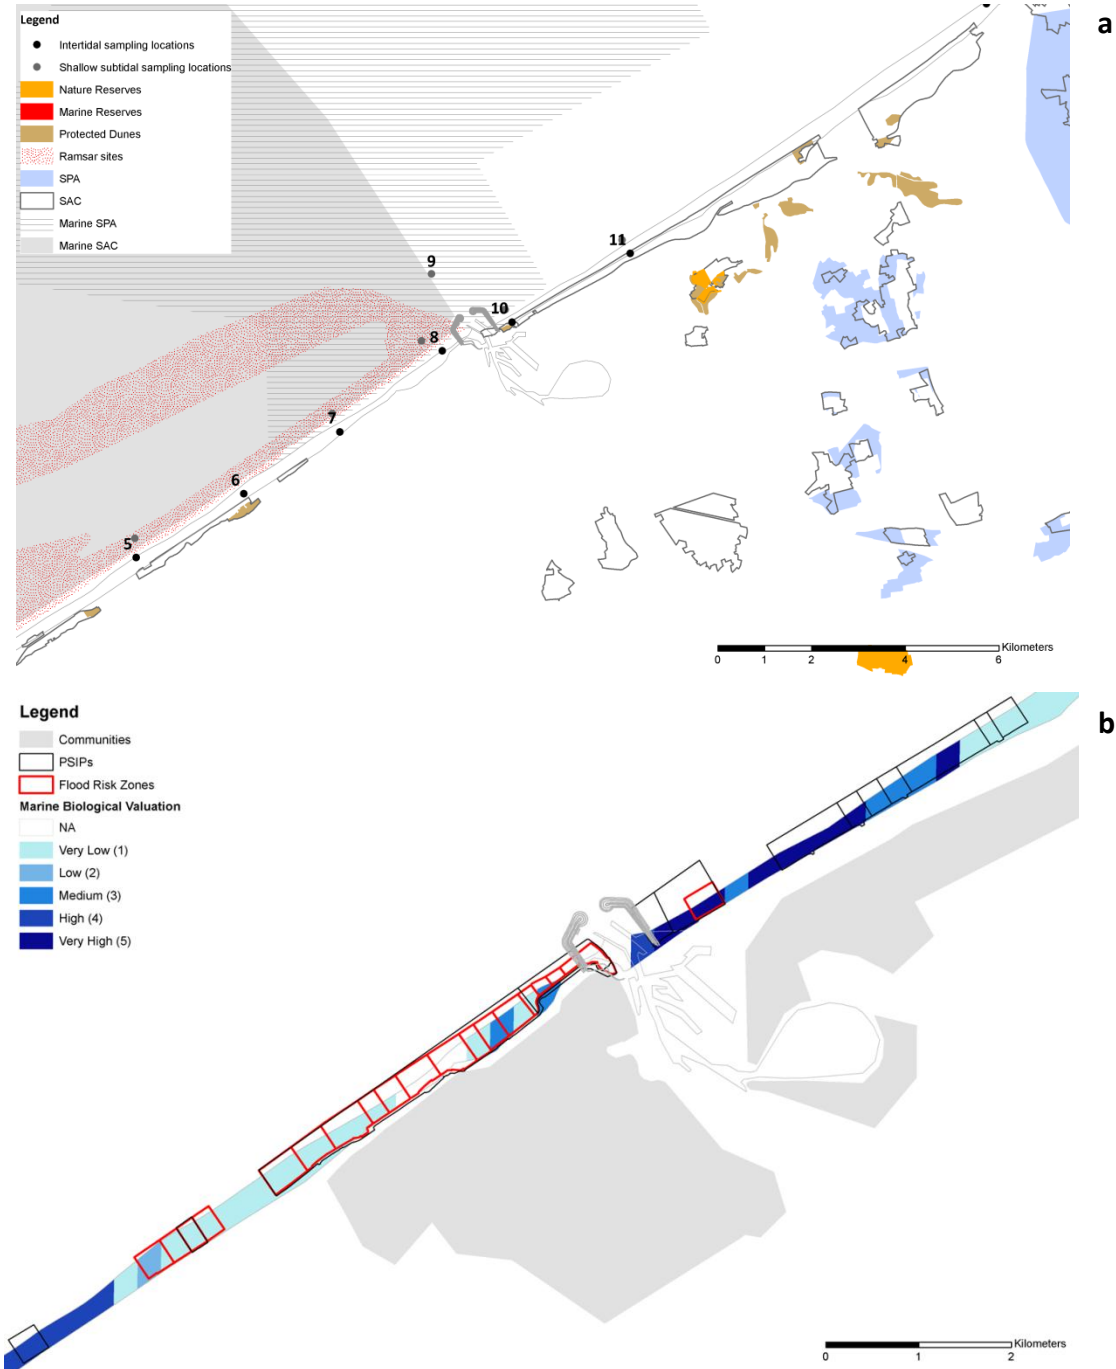 a
Legend
Intertidal sampling locations
Shallow subtidal sampling locations
Nature Reserves
Marine Reserves
Protected Dunes
Ramsar sites
SPA
SAC
Marine SPA
Marine SAC
11
9
10
8
7
6
5
Kilometers
0 1 2 4 6
b
Legend
Communities
PSIPs
Flood Risk Zones
Marine Biological Valuation
NA
Very Low (1)
Low (2)
Medium (3)
High (4)
Very High (5)
Kilometers
0 1 2